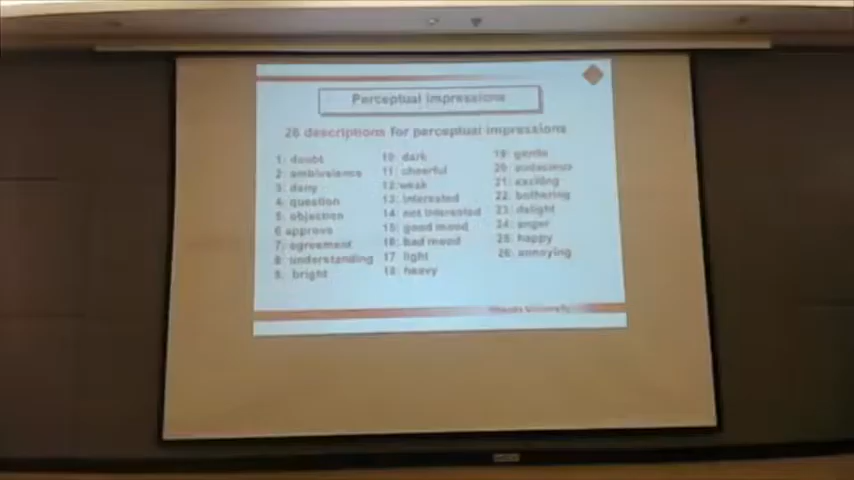 Perceptual impressions
26 descriptions for perceptual impressions
1: doubt
2: ambivalence
3: deny
4: question
5: objection
6 approve
7: agreement
8: understanding
9: bright
10: dark
11: cheerful
12:weak
13: interested
14: not interested
15: good mood
16: bad mood
17 light
18: heavy
19: gentle
20: audacious
21: exciting
22: bothering
23: delight
24: anger
25: happy
26: annoying
University